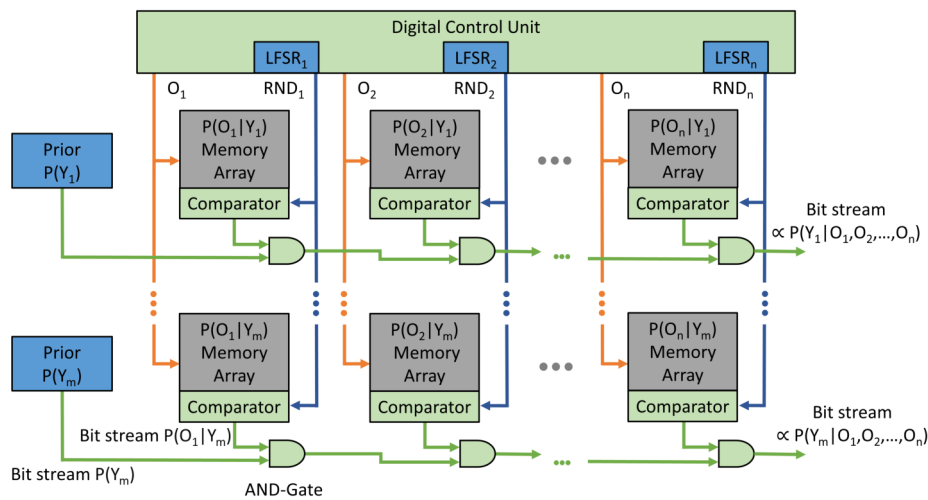 Digital Control Unit
LFSR₁
LFSR₂
LFSRₙ
O₁
RND₁
O₂
RND₂
Oₙ
RNDₙ
Prior
P(Y₁)
P(O₁|Y₁)
Memory
Array
Comparator
P(O₂|Y₁)
Memory
Array
Comparator
P(Oₙ|Y₁)
Memory
Array
Comparator
Bit stream
∝ P(Y₁|O₁,O₂,...,Oₙ)
Prior
P(Yₘ)
P(O₁|Yₘ)
Memory
Array
Comparator
P(O₂|Yₘ)
Memory
Array
Comparator
P(Oₙ|Yₘ)
Memory
Array
Comparator
Bit stream
∝ P(Yₘ|O₁,O₂,...,Oₙ)
Bit stream P(O₁|Yₘ)
Bit stream P(Yₘ)
AND-Gate